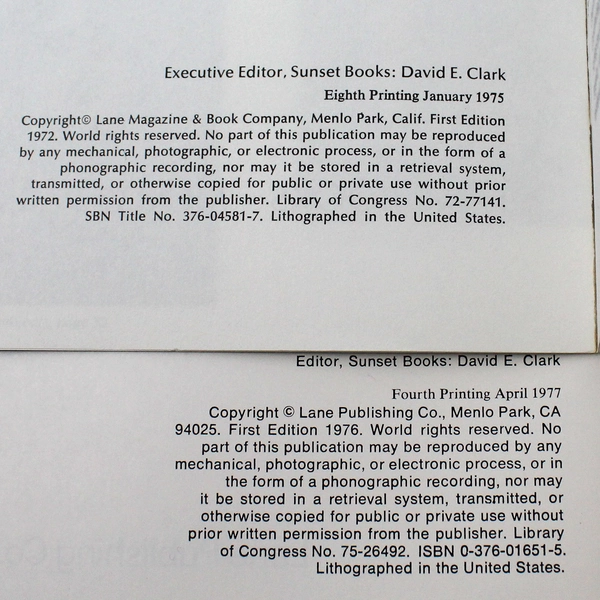 Executive Editor, Sunset Books: David E. Clark
Eighth Printing January 1975
Copyright© Lane Magazine & Book Company, Menlo Park, Calif. First Edition
1972. World rights reserved. No part of this publication may be reproduced
by any mechanical, photographic, or electronic process, or in the form of a
phonographic recording, nor may it be stored in a retrieval system,
transmitted, or otherwise copied for public or private use without prior
written permission from the publisher. Library of Congress No. 72-77141.
SBN Title No. 376-04581-7. Lithographed in the United States.
Editor, Sunset Books: David E. Clark
Fourth Printing April 1977
Copyright © Lane Publishing Co., Menlo Park, CA
94025. First Edition 1976. World rights reserved. No
part of this publication may be reproduced by any
mechanical, photographic, or electronic process, or in
the form of a phonographic recording, nor may
it be stored in a retrieval system, transmitted, or
otherwise copied for public or private use without
prior written permission from the publisher. Library
of Congress No. 75-26492. ISBN 0-376-01651-5.
Lithographed in the United States.